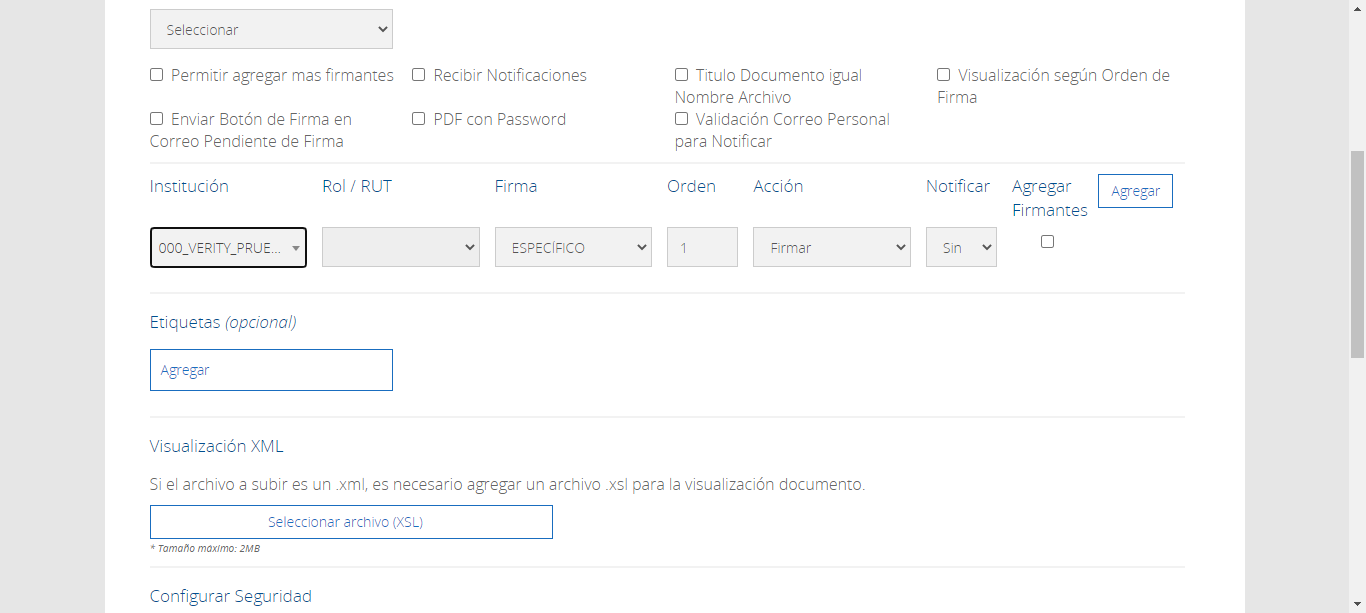 Seleccionar
Permitir agregar mas firmantes
Recibir Notificaciones
Titulo Documento igual
Nombre Archivo
Visualización según Orden de
Firma
Enviar Botón de Firma en
Correo Pendiente de Firma
PDF con Password
Validación Correo Personal
para Notificar
Institución
Rol / RUT
Firma
Orden
Acción
Notificar
Agregar
Firmantes
Agregar
000_VERITY_PRUE...
ESPECÍFICO
1
Firmar
Sin
Etiquetas (opcional)
Agregar
Visualización XML
Si el archivo a subir es un .xml, es necesario agregar un archivo .xsl para la visualización documento.
Seleccionar archivo (XSL)
* Tamaño máximo: 2MB
Configurar Seguridad